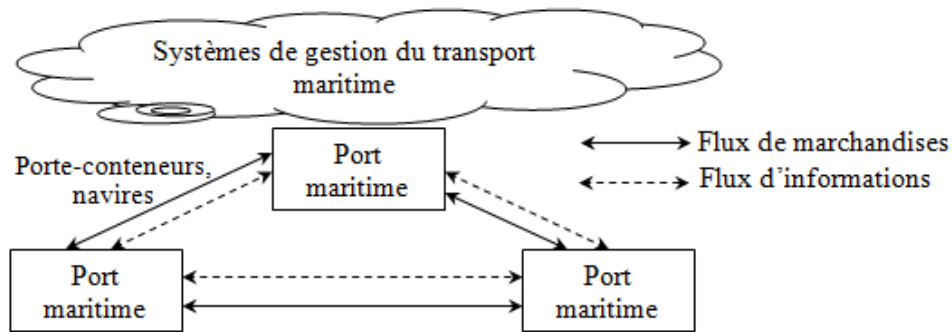 Systèmes de gestion du transport
maritime
Port
maritime
Porte-conteneurs,
navires
Flux de marchandises
Flux d'informations
Port
maritime
Port
maritime